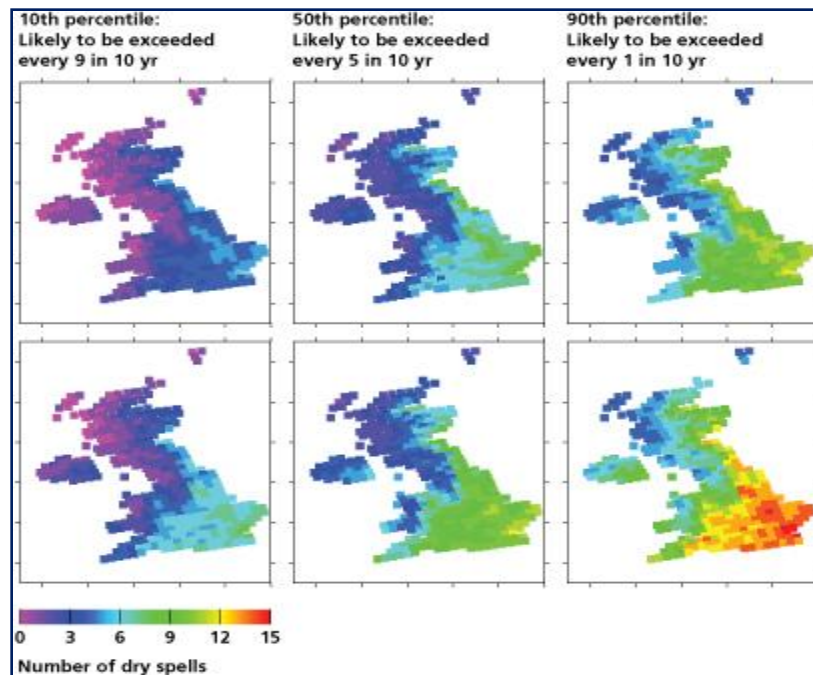 10th percentile:
Likely to be exceeded
every 9 in 10 yr
50th percentile:
Likely to be exceeded
every 5 in 10 yr
90th percentile:
Likely to be exceeded
every 1 in 10 yr
0 3 6 9 12 15
Number of dry spells